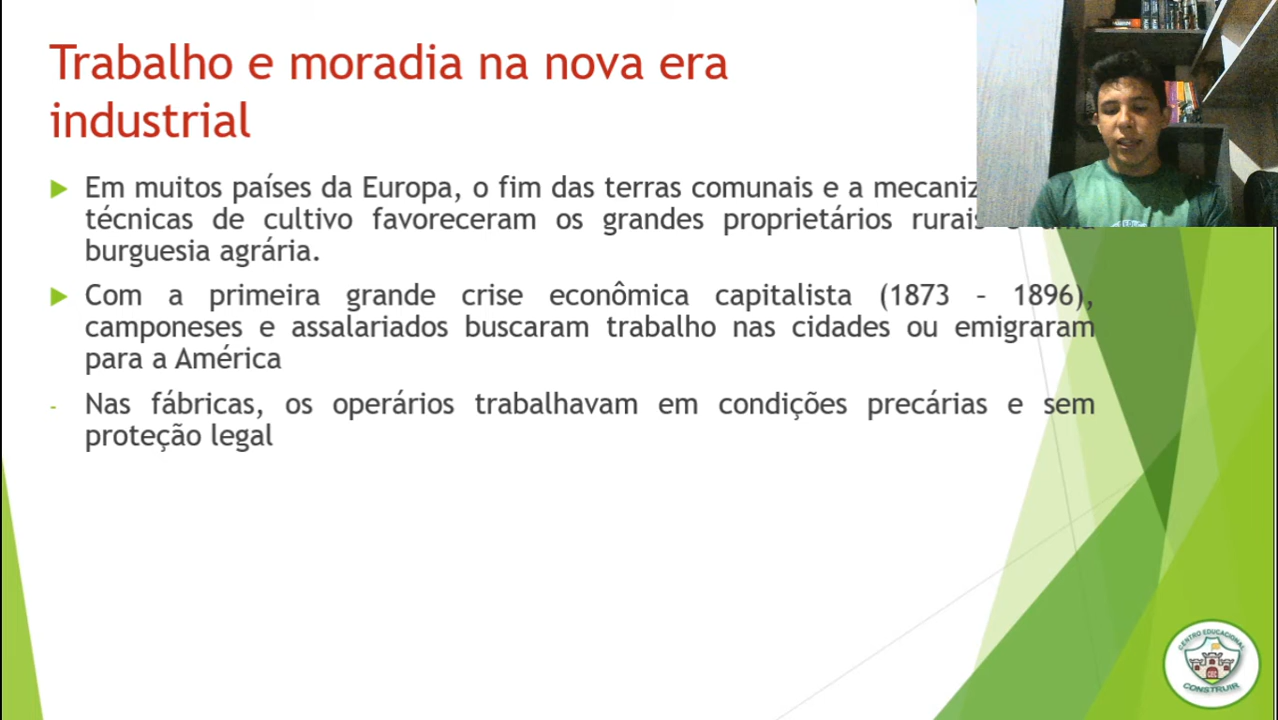 Trabalho e moradia na nova era
industrial
Em muitos países da Europa, o fim das terras comunais e a
técnicas de cultivo favoreceram os grandes proprietários rurais
burguesia agrária.
Com a primeira grande crise econômica capitalista (1873 – 1896),
camponeses e assalariados buscaram trabalho nas cidades ou emigraram
para a América
- Nas fábricas, os operários trabalhavam em condições precárias e sem
proteção legal
CENTRO EDUCACIONAL
CEC
CONSTRUIR